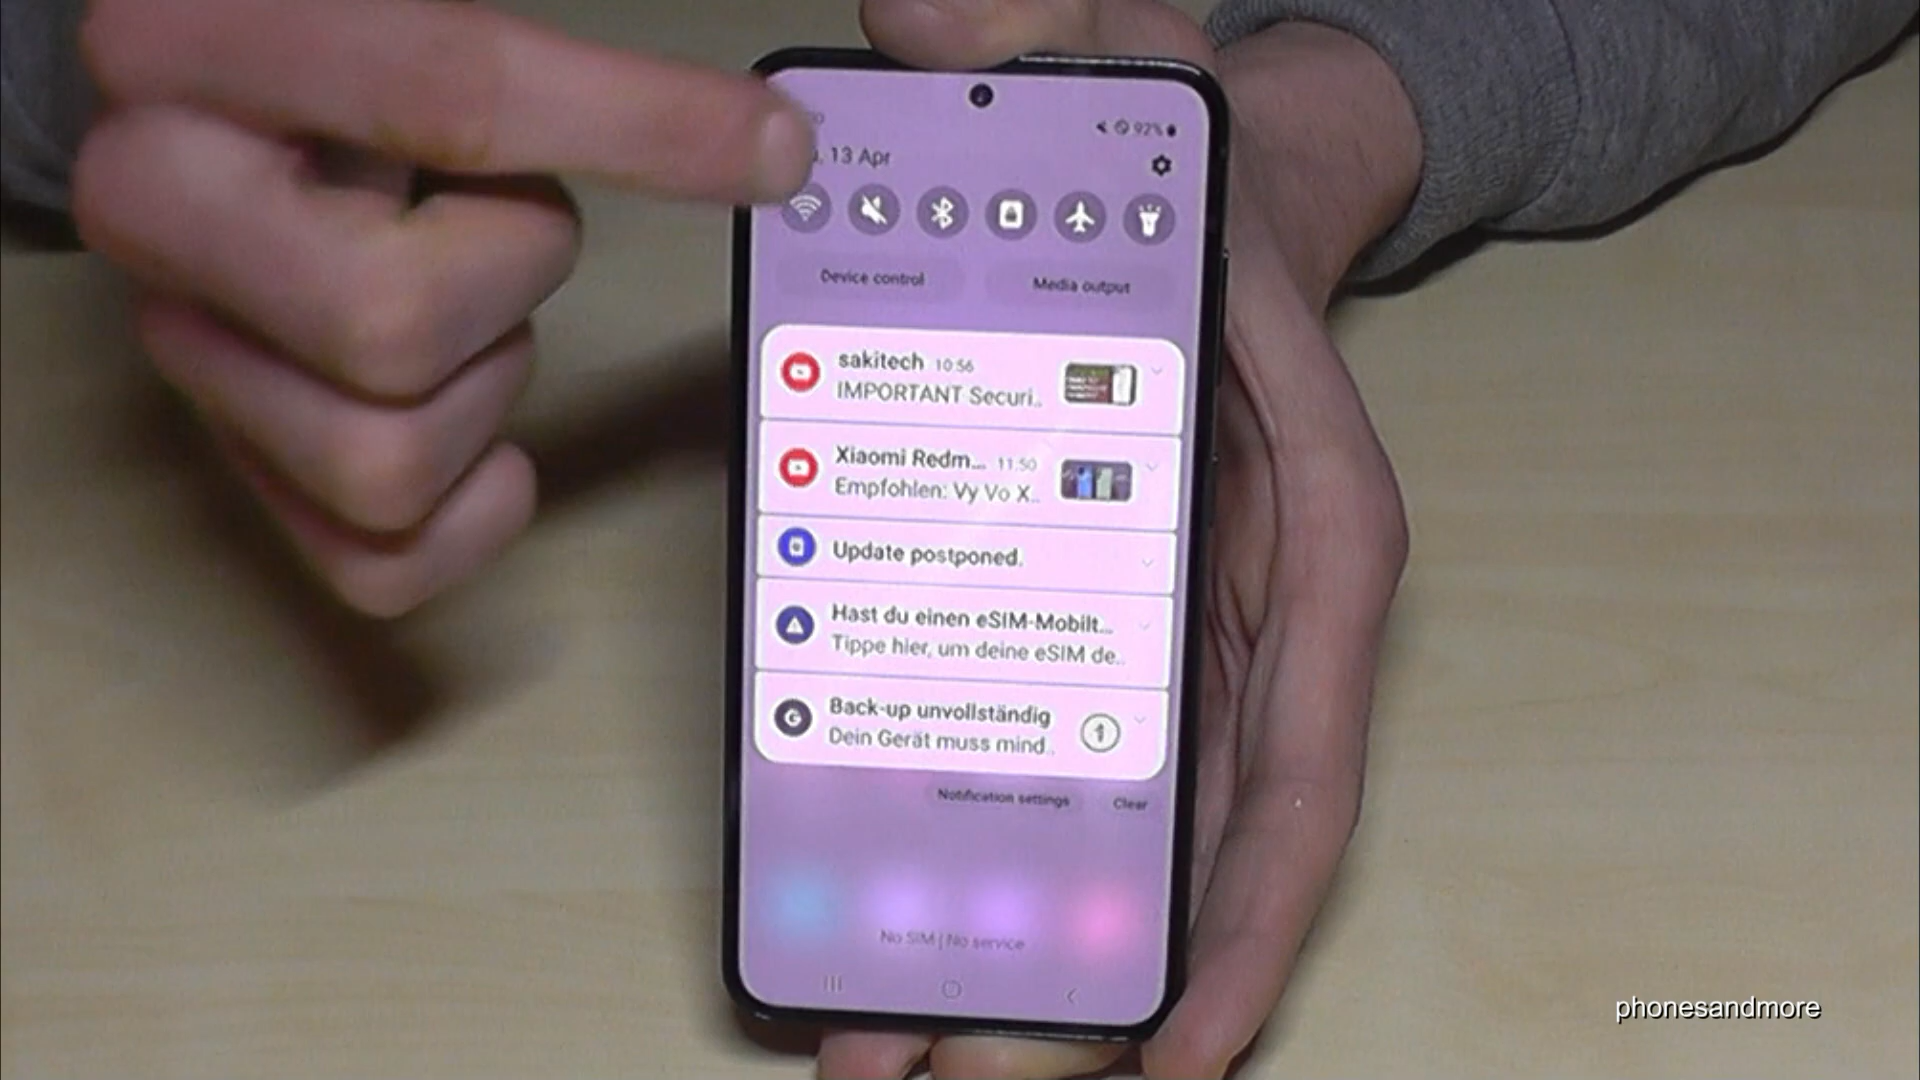 92%
13 Apr
Device control
Media output
sakitech 10:56
IMPORTANT Securi..
Xiaomi Redm... 11:50
Empfohlen: Vy Vo X..
Update postponed.
Hast du einen eSIM-Mobilt...
Tippe hier, um deine eSIM de..
Back-up unvollständig
Dein Gerät muss mind..
Notification settings
Clear
No SIM | No service
phonesandmore